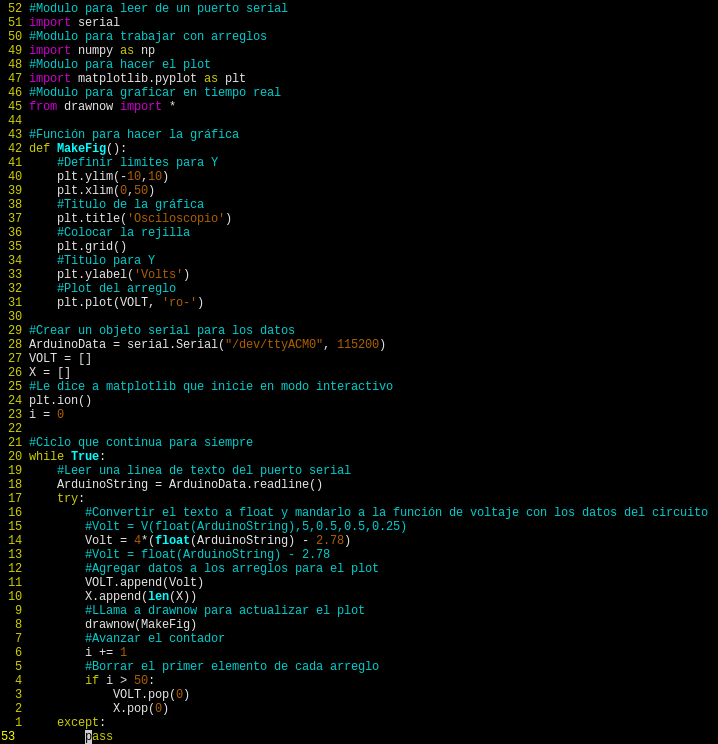 52 #Modulo para leer de un puerto serial
51 import serial
50 #Modulo para trabajar con arreglos
49 import numpy as np
48 #Modulo para hacer el plot
47 import matplotlib.pyplot as plt
46 #Modulo para graficar en tiempo real
45 from drawnow import *
44
43 #Función para hacer la gráfica
42 def MakeFig():
41     #Definir limites para Y
40     plt.ylim(-10,10)
39     plt.xlim(0,50)
38     #Titulo de la gráfica
37     plt.title('Osciloscopio')
36     #Colocar la rejilla
35     plt.grid()
34     #Titulo para Y
33     plt.ylabel('Volts')
32     #Plot del arreglo
31     plt.plot(VOLT, 'ro-')
30
29 #Crear un objeto serial para los datos
28 ArduinoData = serial.Serial("/dev/ttyACM0", 115200)
27 VOLT = []
26 X = []
25 #Le dice a matplotlib que inicie en modo interactivo
24 plt.ion()
23 i = 0
22
21 #Ciclo que continua para siempre
20 while True:
19     #Leer una linea de texto del puerto serial
18     ArduinoString = ArduinoData.readline()
17     try:
16         #Convertir el texto a float y mandarlo a la función de voltaje con los datos del circuito
15         #Volt = V(float(ArduinoString),5,0.5,0.5,0.25)
14         Volt = 4*(float(ArduinoString) - 2.78)
13         #Volt = float(ArduinoString) - 2.78
12         #Agregar datos a los arreglos para el plot
11         VOLT.append(Volt)
10         X.append(len(X))
9         #LLama a drawnow para actualizar el plot
8         drawnow(MakeFig)
7         #Avanzar el contador
6         i += 1
5         #Borrar el primer elemento de cada arreglo
4         if i > 50:
3             VOLT.pop(0)
2             X.pop(0)
1     except:
53         pass